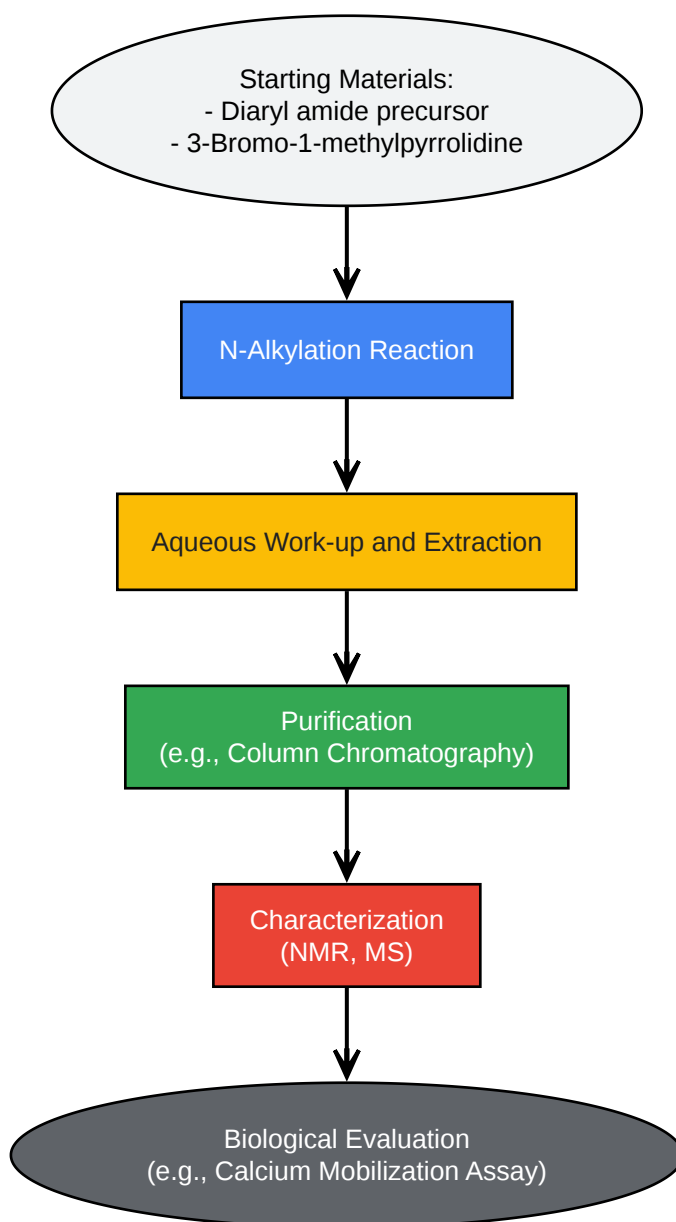 Starting Materials:
- Diaryl amide precursor
- 3-Bromo-1-methylpyrrolidine
N-Alkylation Reaction
Aqueous Work-up and Extraction
Purification
(e.g., Column Chromatography)
Characterization
(NMR, MS)
Biological Evaluation
(e.g., Calcium Mobilization Assay)